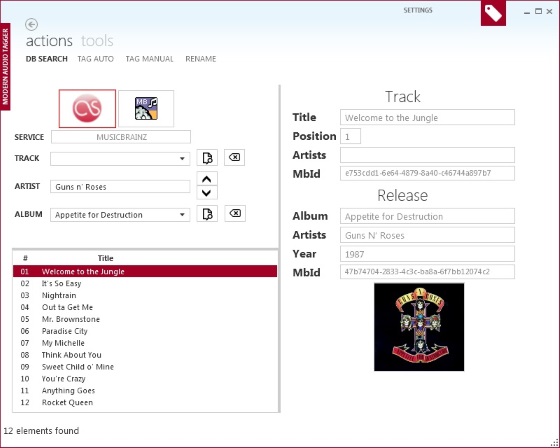 SETTINGS
actions tools
DB SEARCH TAG AUTO TAG MANUAL RENAME
MODERN AUDIO TAGGER
MB
SERVICE MUSICBRAINZ
TRACK
ARTIST Guns n' Roses
ALBUM Appetite for Destruction
# Title
01 Welcome to the Jungle
02 It's So Easy
03 Nightrain
04 Out ta Get Me
05 Mr. Brownstone
06 Paradise City
07 My Michelle
08 Think About You
09 Sweet Child o' Mine
10 You're Crazy
11 Anything Goes
12 Rocket Queen
12 elements found
Track
Title Welcome to the Jungle
Position 1
Artists
MbId e753cdd1-6e64-4879-8a40-c46744a897b7
Release
Album Appetite for Destruction
Artists Guns N' Roses
Year 1987
MbId 47b74704-2833-4c3c-ba8a-6f7bb12074c2
GUNS N' ROSES